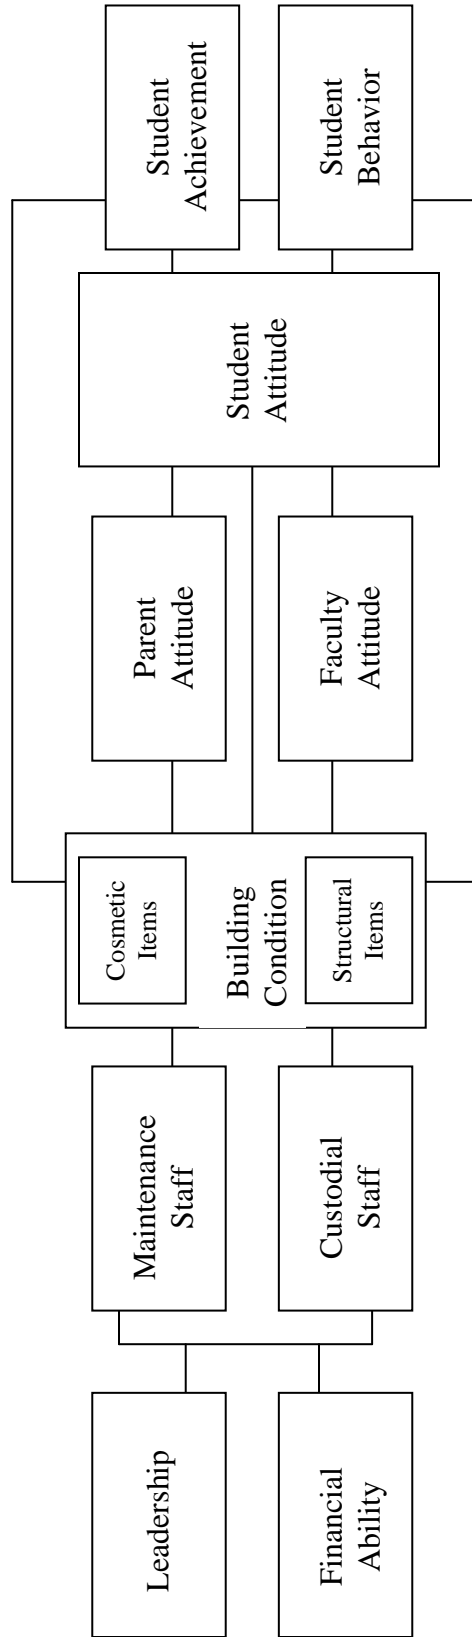 Leadership
Financial
Ability
Maintenance
Staff
Custodial
Staff
Cosmetic
Items
Building
Condition
Structural
Items
Parent
Attitude
Faculty
Attitude
Student
Attitude
Student
Achievement
Student
Behavior